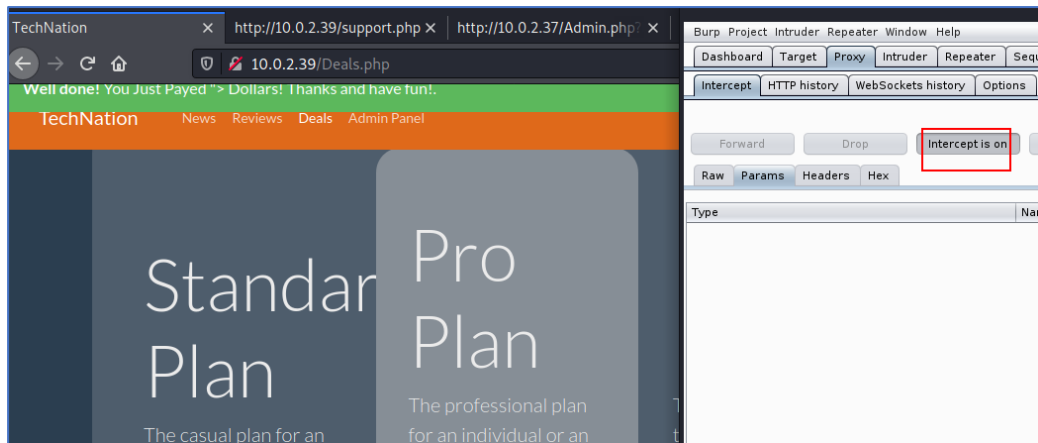 TechNation
http://10.0.2.39/support.php
http://10.0.2.37/Admin.php?
10.0.2.39/Deals.php
Well done! You Just Payed "> Dollars! Thanks and have fun!.
TechNation News Reviews Deals Admin Panel
Standar
Plan
The casual plan for an
Pro
Plan
The professional plan
for an individual or an
Burp Project Intruder Repeater Window Help
Dashboard Target Proxy Intruder Repeater Sequ
Intercept HTTP history WebSockets history Options
Forward Drop Intercept is on
Raw Params Headers Hex
Type Nar